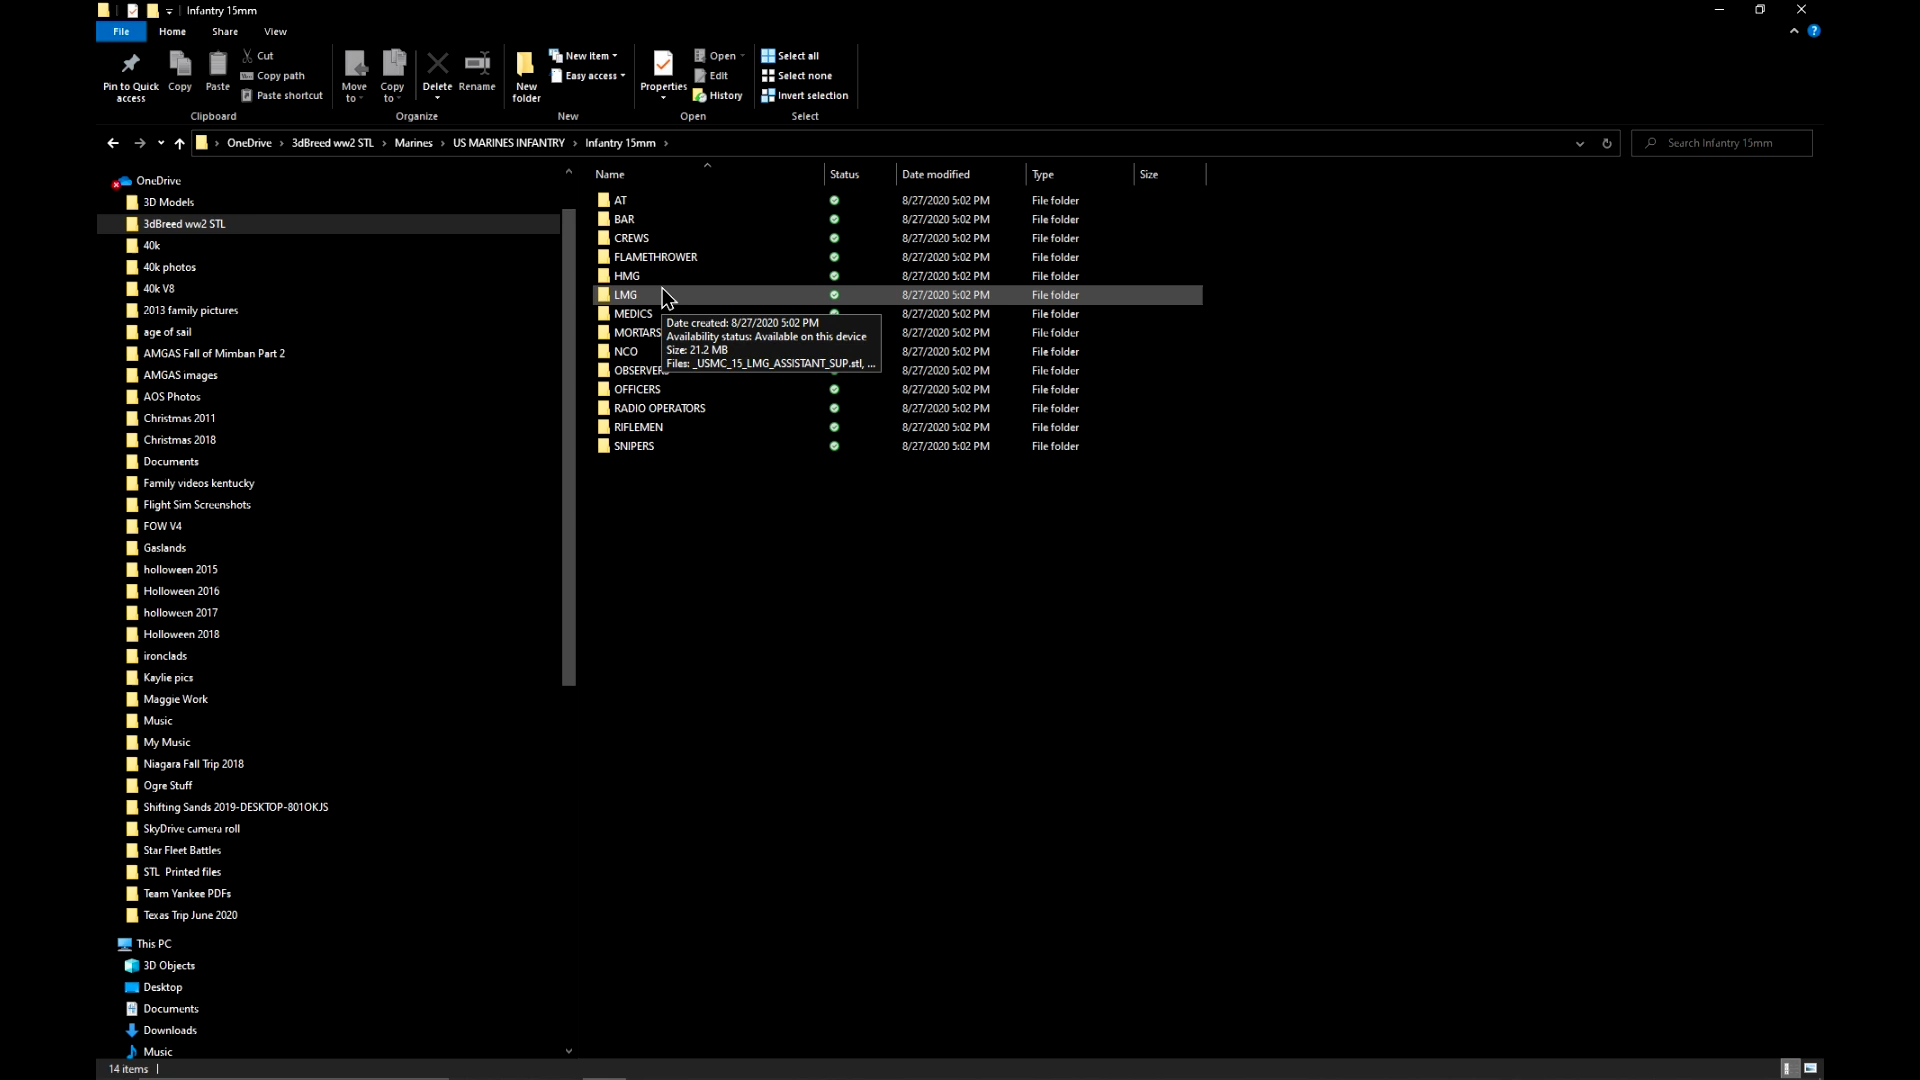 Infantry 15mm
File Home Share View
Pin to Quick access
Copy
Paste
Cut
Copy path
Paste shortcut
Clipboard
Move to
Copy to
Delete
Rename
Organize
New folder
New item
Easy access
New
Properties
Open
Edit
History
Open
Select all
Select none
Invert selection
Select
OneDrive › 3dBreed ww2 STL › Marines › US MARINES INFANTRY › Infantry 15mm ›
Search Infantry 15mm
OneDrive
3D Models
3dBreed ww2 STL
40k
40k photos
40k V8
2013 family pictures
age of sail
AMGAS Fall of Mimban Part 2
AMGAS images
AOS Photos
Christmas 2011
Christmas 2018
Documents
Family videos kentucky
Flight Sim Screenshots
FOW V4
Gaslands
holloween 2015
Holloween 2016
holloween 2017
Holloween 2018
ironclads
Kaylie pics
Maggie Work
Music
My Music
Niagara Fall Trip 2018
Ogre Stuff
Shifting Sands 2019-DESKTOP-801OKJS
SkyDrive camera roll
Star Fleet Battles
STL Printed files
Team Yankee PDFs
Texas Trip June 2020
This PC
3D Objects
Desktop
Documents
Downloads
Music
Name Status Date modified Type Size
AT 8/27/2020 5:02 PM File folder
BAR 8/27/2020 5:02 PM File folder
CREWS 8/27/2020 5:02 PM File folder
FLAMETHROWER 8/27/2020 5:02 PM File folder
HMG 8/27/2020 5:02 PM File folder
LMG 8/27/2020 5:02 PM File folder
MEDICS 8/27/2020 5:02 PM File folder
MORTARS 8/27/2020 5:02 PM File folder
NCO 8/27/2020 5:02 PM File folder
8/27/2020 5:02 PM File folder
OFFICERS 8/27/2020 5:02 PM File folder
RADIO OPERATORS 8/27/2020 5:02 PM File folder
RIFLEMEN 8/27/2020 5:02 PM File folder
SNIPERS 8/27/2020 5:02 PM File folder
Date created: 8/27/2020 5:02 PM
Availability status: Available on this device
Size: 21.2 MB
Files: _USMC_15_LMG_ASSISTANT_SUP.stl, ...
14 items